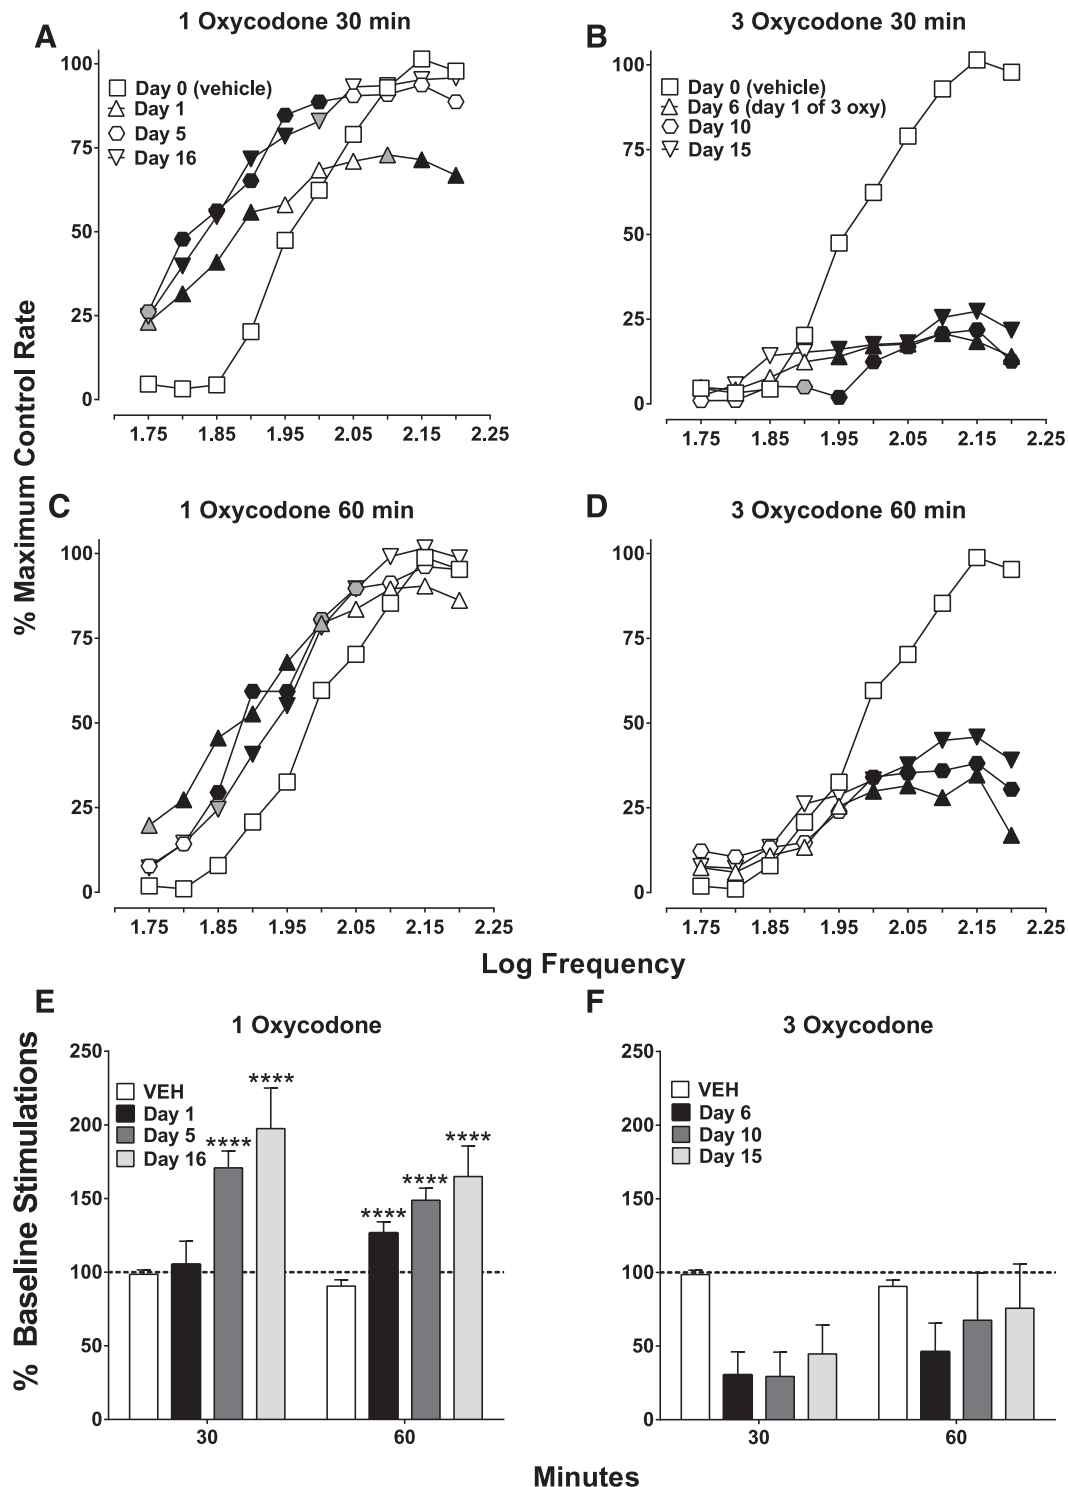 A
1 Oxycodone 30 min
100
75
50
25
0
Day 0 (vehicle)
Day 1
Day 5
Day 16
1.75 1.85 1.95 2.05 2.15 2.25
B
3 Oxycodone 30 min
100
75
50
25
0
Day 0 (vehicle)
Day 6 (day 1 of 3 oxy)
Day 10
Day 15
1.75 1.85 1.95 2.05 2.15 2.25
% Maximum Control Rate
C
1 Oxycodone 60 min
100
75
50
25
0
1.75 1.85 1.95 2.05 2.15 2.25
D
3 Oxycodone 60 min
100
75
50
25
0
1.75 1.85 1.95 2.05 2.15 2.25
Log Frequency
E
1 Oxycodone
% Baseline Stimulations
250
200
150
100
50
0
VEH
Day 1
Day 5
Day 16
****
****
****
****
****
30 60
F
3 Oxycodone
250
200
150
100
50
0
VEH
Day 6
Day 10
Day 15
30 60
Minutes